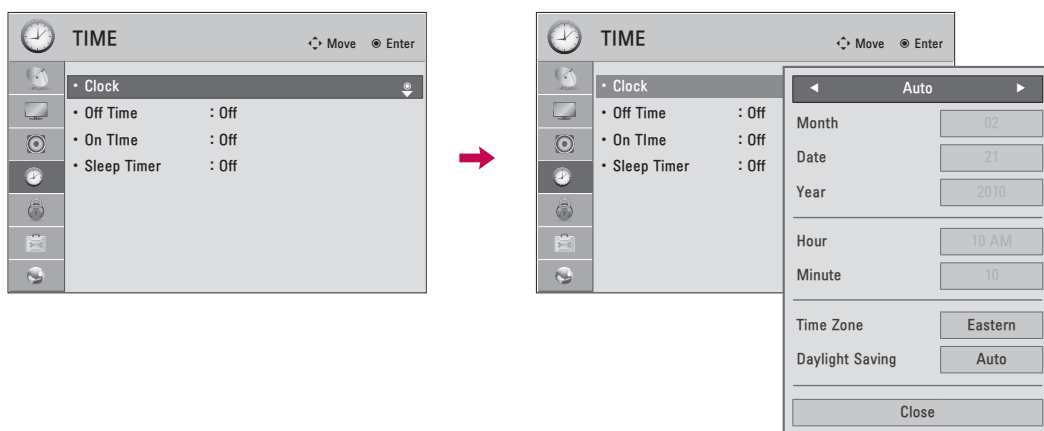 TIME
Move Enter
• Clock
• Off Time : Off
• On TIme : Off
• Sleep Timer : Off
TIME
Move Enter
• Clock
• Off Time : Off
• On TIme : Off
• Sleep Timer : Off
◄ Auto ►
Month 02
Date 21
Year 2010
Hour 10 AM
Minute 10
Time Zone Eastern
Daylight Saving Auto
Close